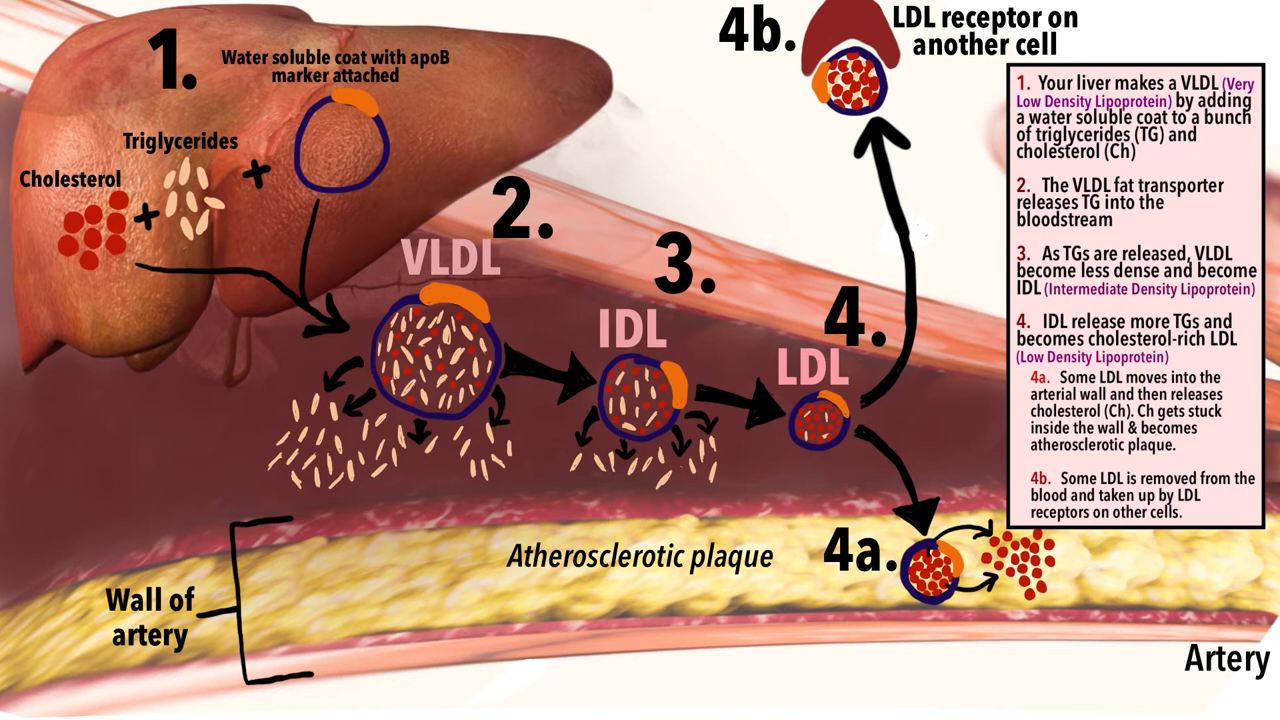 1.
Water soluble coat with apoB
marker attached
Triglycerides
Cholesterol
+
+
2.
VLDL
3.
IDL
4.
LDL
4b.
LDL receptor on
another cell
4a.
Atherosclerotic plaque
Wall of
artery
Artery
1. Your liver makes a VLDL (Very
Low Density Lipoprotein) by adding
a water soluble coat to a bunch
of triglycerides (TG) and
cholesterol (Ch)
2. The VLDL fat transporter
releases TG into the
bloodstream
3. As TGs are released, VLDL
become less dense and become
IDL (Intermediate Density Lipoprotein)
4. IDL release more TGs and
becomes cholesterol-rich LDL
(Low Density Lipoprotein)
4a. Some LDL moves into the
arterial wall and then releases
cholesterol (Ch). Ch gets stuck
inside the wall & becomes
atherosclerotic plaque.
4b. Some LDL is removed from the
blood and taken up by LDL
receptors on other cells.